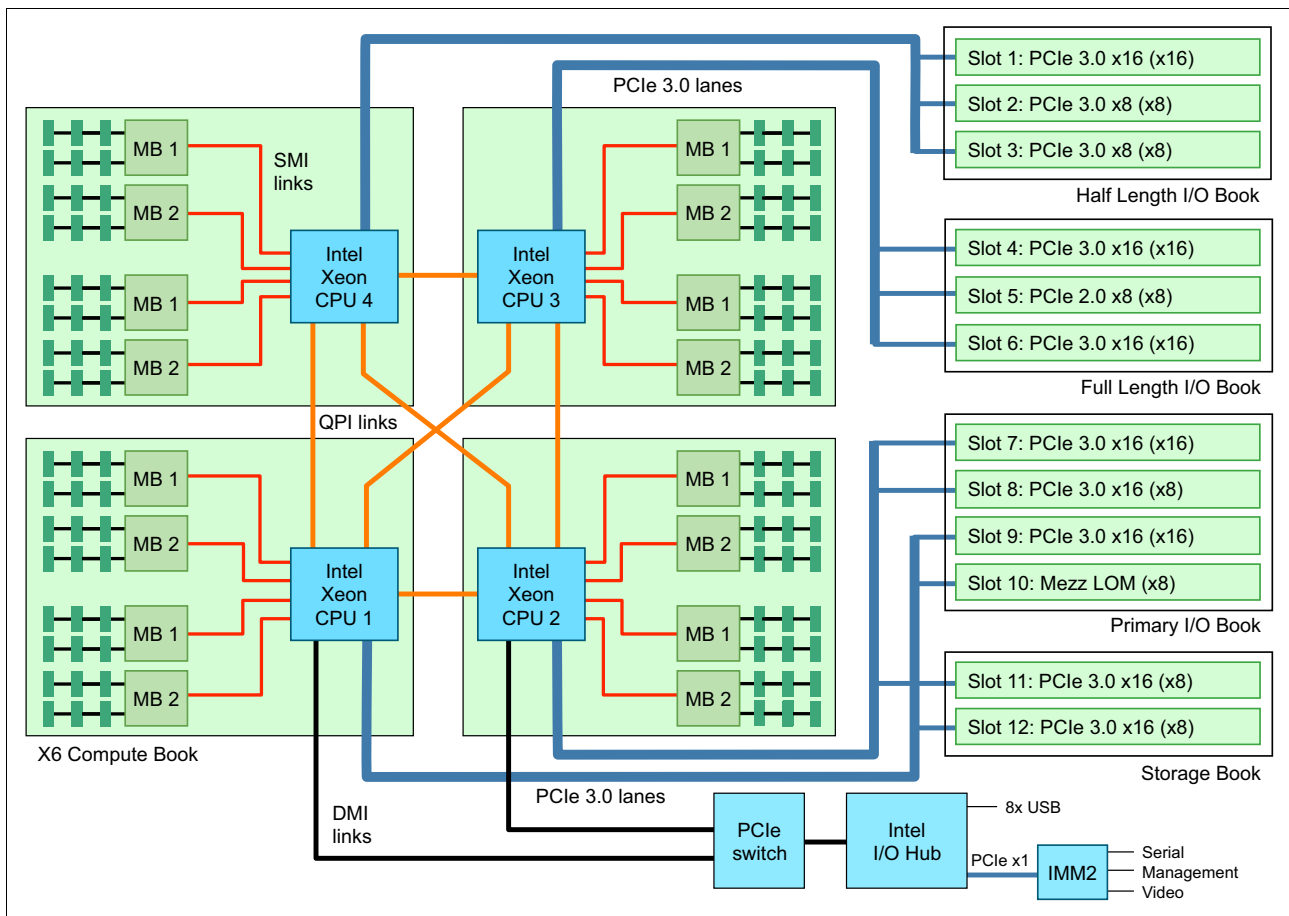 Slot 1: PCIe 3.0 x16 (x16)
Slot 2: PCIe 3.0 x8 (x8)
Slot 3: PCIe 3.0 x8 (x8)
Half Length I/O Book
PCIe 3.0 lanes
MB 1
SMI
links
MB 2
MB 1
MB 2
Intel
Xeon
CPU 4
MB 1
MB 2
MB 1
MB 2
Intel
Xeon
CPU 3
Slot 4: PCIe 3.0 x16 (x16)
Slot 5: PCIe 2.0 x8 (x8)
Slot 6: PCIe 3.0 x16 (x16)
Full Length I/O Book
QPI links
MB 1
MB 2
MB 1
MB 2
Intel
Xeon
CPU 1
X6 Compute Book
MB 1
MB 2
MB 1
MB 2
Intel
Xeon
CPU 2
Slot 7: PCIe 3.0 x16 (x16)
Slot 8: PCIe 3.0 x16 (x8)
Slot 9: PCIe 3.0 x16 (x16)
Slot 10: Mezz LOM (x8)
Primary I/O Book
Slot 11: PCIe 3.0 x16 (x8)
Slot 12: PCIe 3.0 x16 (x8)
Storage Book
PCIe 3.0 lanes
DMI
links
PCIe
switch
Intel
I/O Hub
8x USB
PCIe x1
IMM2
Serial
Management
Video